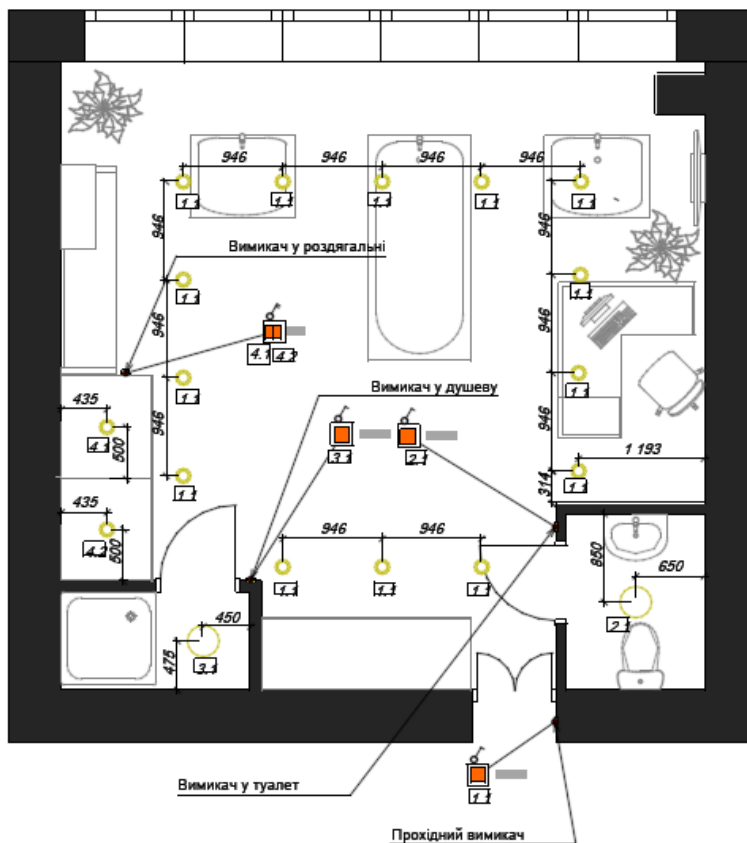 946 946 946 946
1.1 1.1 1.1 1.1 1.1
946 946
Вимикач у роздягальні
1.1 1.1
946 946
4.1 4.2
Вимикач у душеву
435 1.1 1.1
946 946
4.1 500 3.1 2.1
1 193
435 1.1 314 1.1
4.2 500 946 946
850 650
1.1 1.1 1.1
450 2.1
475 3.1
Вимикач у туалет
1.1
Прохідний вимикач